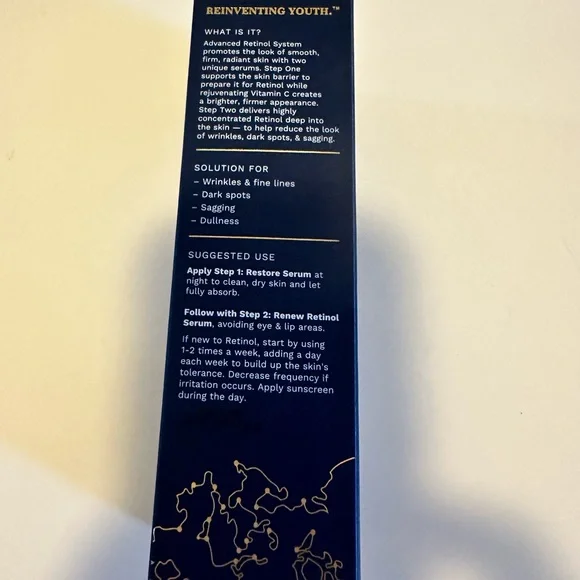 REINVENTING YOUTH.™
WHAT IS IT?
Advanced Retinol System
promotes the look of smooth,
firm, radiant skin with two
unique serums. Step One
supports the skin barrier to
prepare it for Retinol while
rejuvenating Vitamin C creates
a brighter, firmer appearance.
Step Two delivers highly
concentrated Retinol deep into
the skin — to help reduce the look
of wrinkles, dark spots, & sagging.
SOLUTION FOR
– Wrinkles & fine lines
– Dark spots
– Sagging
– Dullness
SUGGESTED USE
Apply Step 1: Restore Serum at
night to clean, dry skin and let
fully absorb.
Follow with Step 2: Renew Retinol
Serum, avoiding eye & lip areas.
If new to Retinol, start by using
1-2 times a week, adding a day
each week to build up the skin's
tolerance. Decrease frequency if
irritation occurs. Apply sunscreen
during the day.